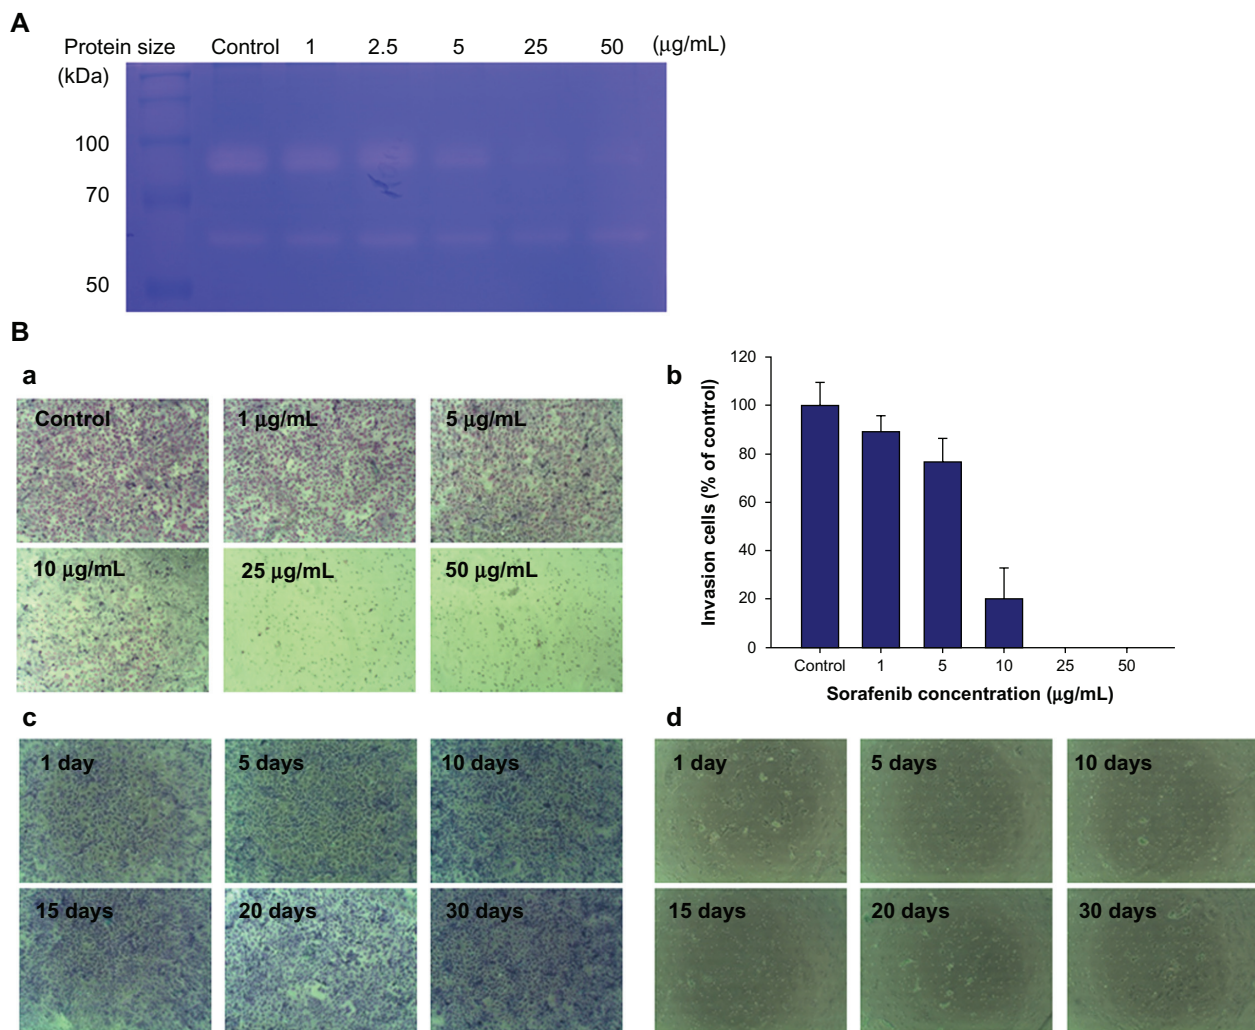 A
Protein size Control 1 2.5 5 25 50 (μg/mL)
(kDa)
100
70
50
B
a
Control 1 μg/mL 5 μg/mL
10 μg/mL 25 μg/mL 50 μg/mL
b
Invasion cells (% of control)
120
100
80
60
40
20
0
Control 1 5 10 25 50
Sorafenib concentration (μg/mL)
c
1 day 5 days 10 days
15 days 20 days 30 days
d
1 day 5 days 10 days
15 days 20 days 30 days